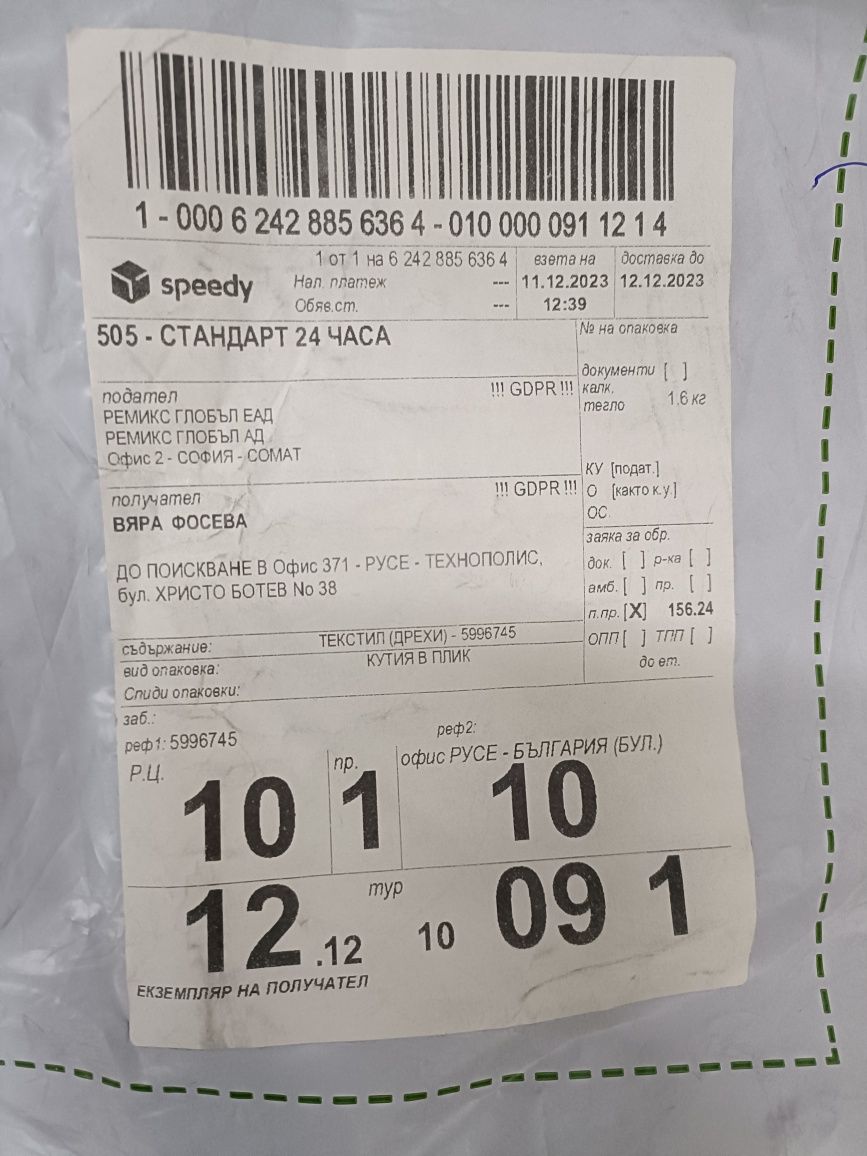 1 - 000 6 242 885 636 4 - 010 000 091 12 1 4
speedy
1 от 1 на 6 242 885 636 4
Нал. платеж ---
Обяв.ст. ---
взета на
11.12.2023
12:39
доставка до
12.12.2023
505 - СТАНДАРТ 24 ЧАСА
№ на опаковка
документи [ ]
калк.
тегло 1,6 кг
подател !!! GDPR !!!
РЕМИКС ГЛОБЪЛ ЕАД
РЕМИКС ГЛОБЪЛ АД
Офис 2 - СОФИЯ - СОМАТ
КУ [подат.]
О [както к.у.]
ОС.
получател !!! GDPR !!!
ВЯРА ФОСЕВА
ДО ПОИСКВАНЕ В Офис 371 - РУСЕ - ТЕХНОПОЛИС,
бул. ХРИСТО БОТЕВ No 38
заявка за обр.
док. [ ] р-ка [ ]
амб. [ ] пр. [ ]
п.пр. [X] 156.24
ОПП [ ] ТПП [ ]
до ет.
съдържание: ТЕКСТИЛ (ДРЕХИ) - 5996745
вид опаковка: КУТИЯ В ПЛИК
Спиди опаковки:
заб.:
реф1: 5996745 реф2:
Р.Ц. 10
пр. 1
офис РУСЕ - БЪЛГАРИЯ (БУЛ.)
10
12.12 тур 10 09 1
ЕКЗЕМПЛЯР НА ПОЛУЧАТЕЛ